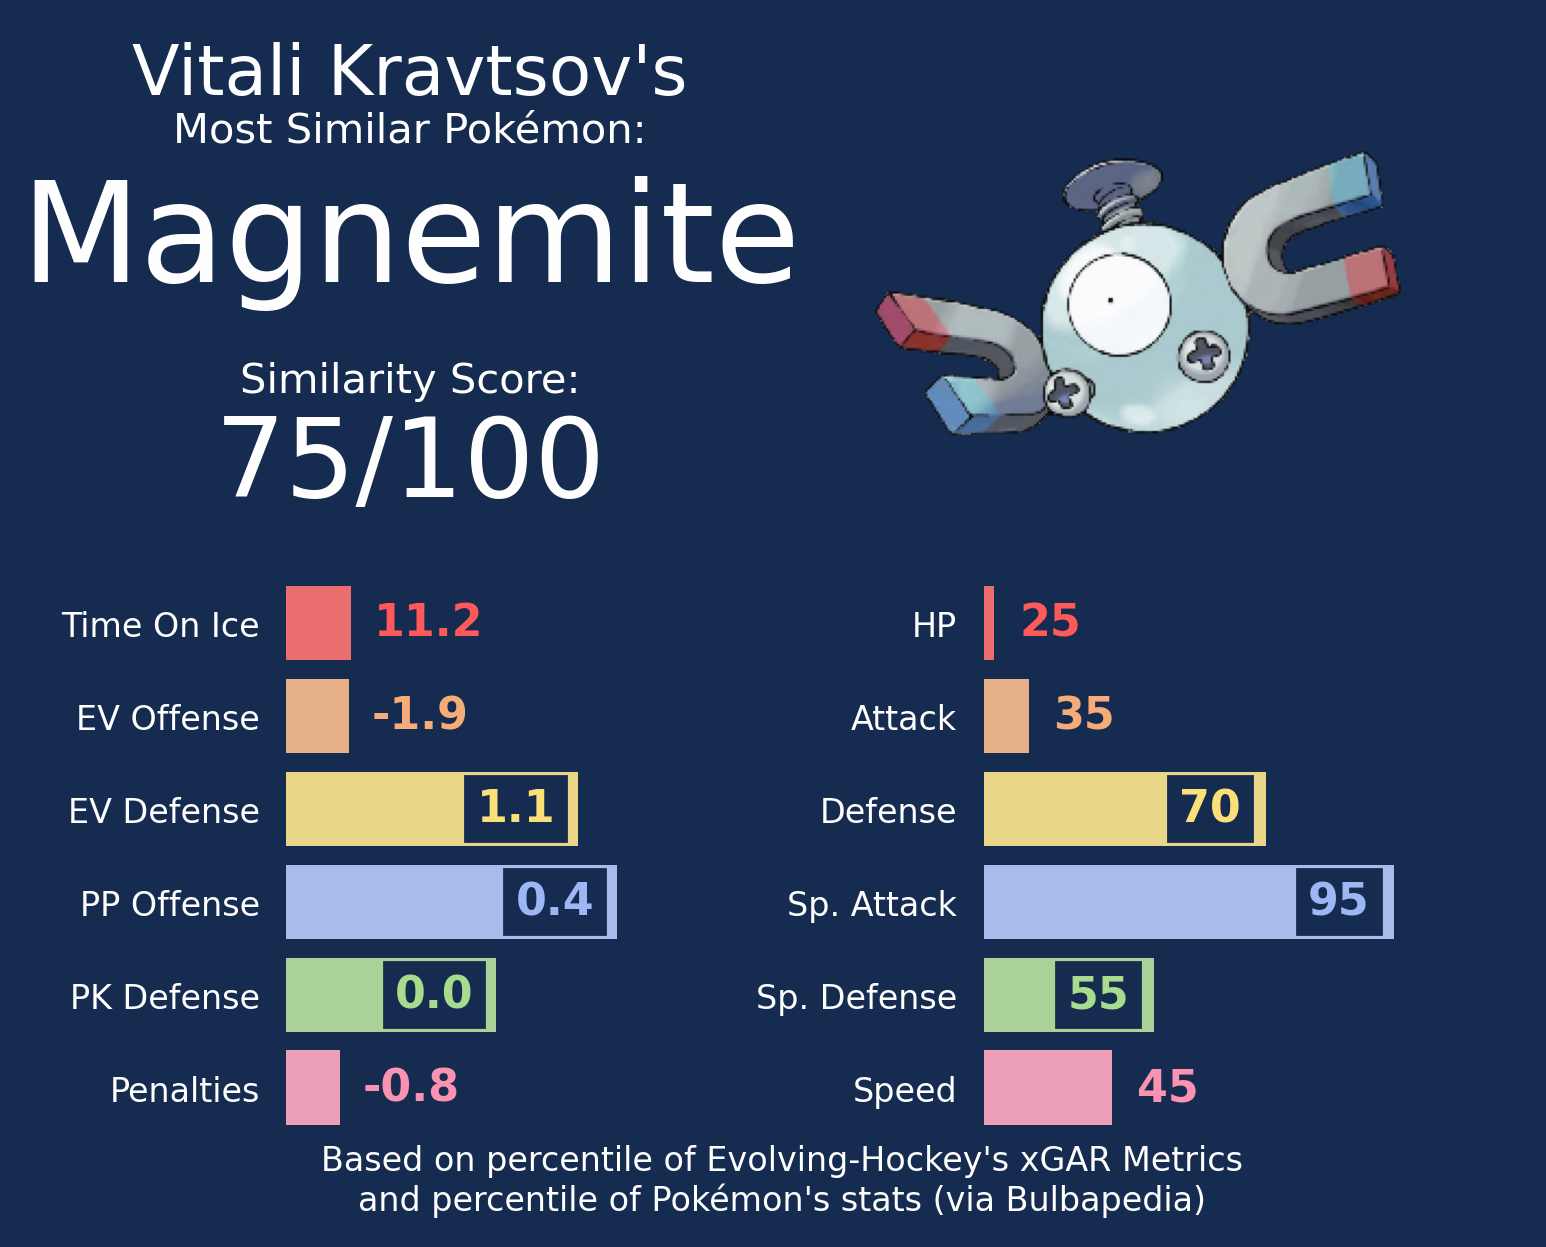 Vitali Kravtsov's
Most Similar Pokémon:
Magnemite
Similarity Score:
75/100
Time On Ice 11.2
EV Offense -1.9
EV Defense 1.1
PP Offense 0.4
PK Defense 0.0
Penalties -0.8
HP 25
Attack 35
Defense 70
Sp. Attack 95
Sp. Defense 55
Speed 45
Based on percentile of Evolving-Hockey's xGAR Metrics
and percentile of Pokémon's stats (via Bulbapedia)